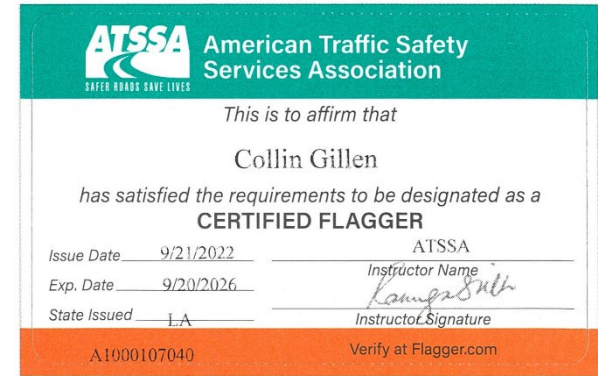 ATSSA
SAFER ROADS SAVE LIVES
American Traffic Safety
Services Association
This is to affirm that
Collin Gillen
has satisfied the requirements to be designated as a
CERTIFIED FLAGGER
Issue Date 9/21/2022
ATSSA
Instructor Name
Exp. Date 9/20/2026
State Issued LA
Instructor Signature
A1000107040
Verify at Flagger.com